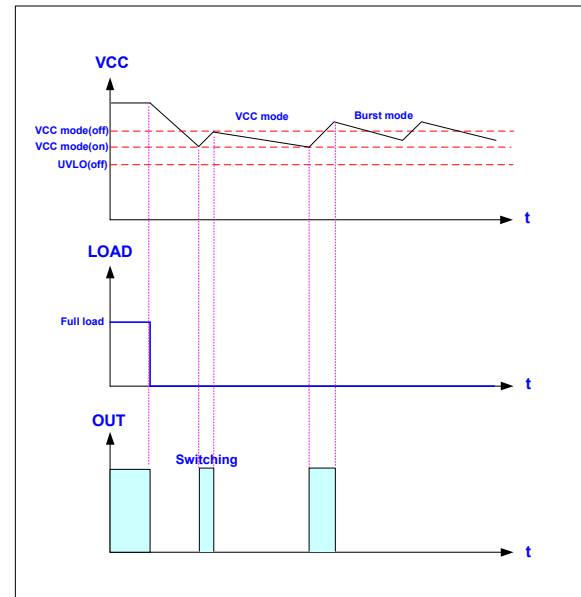 VCC
VCC mode
Burst mode
VCC mode(off)
VCC mode(on)
UVLO(off)
t
LOAD
Full load
t
OUT
Switching
t